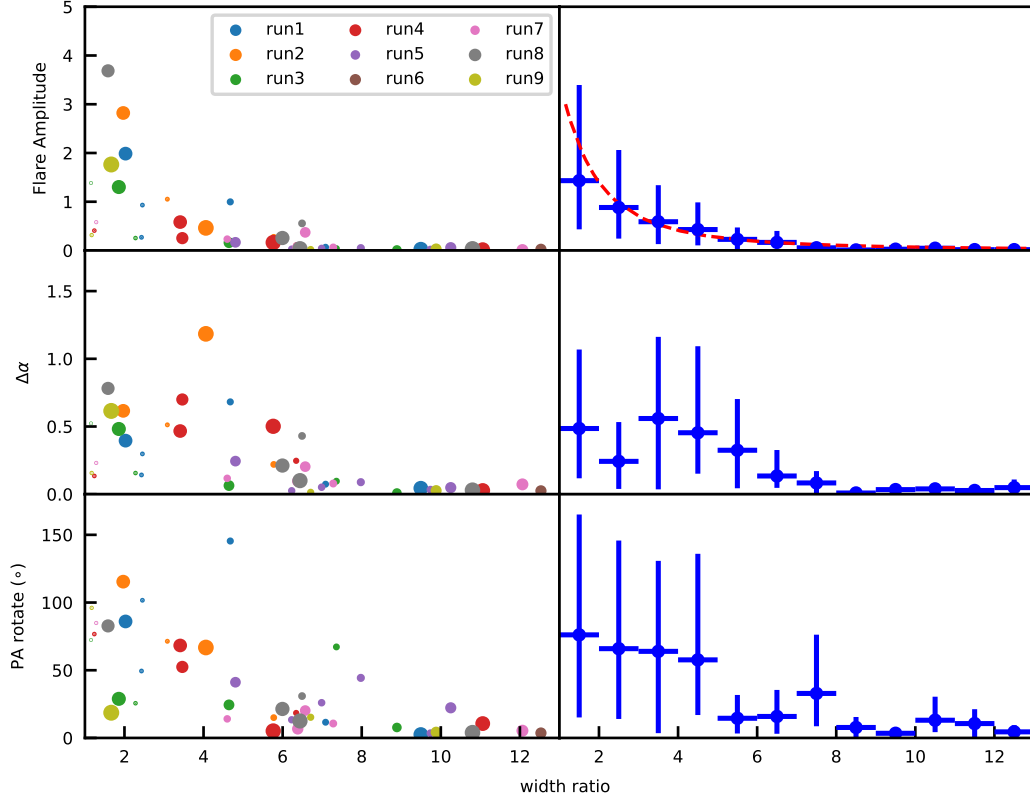 5
4
3
2
1
0
Flare Amplitude
run1 run4 run7
run2 run5 run8
run3 run6 run9
1.5
1.0
0.5
0.0
Δα
150
100
50
0
PA rotate (∘)
2 4 6 8 10 12 2 4 6 8 10 12
width ratio